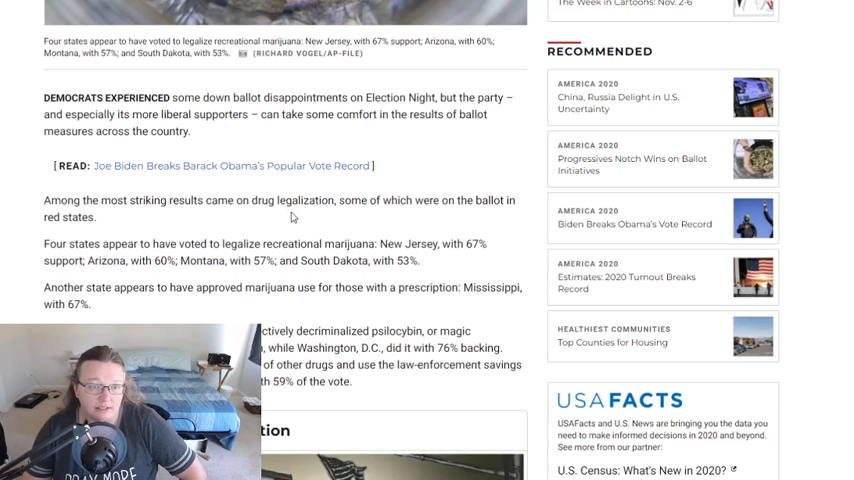 The Week in Cartoons: Nov. 2-6
Four states appear to have voted to legalize recreational marijuana: New Jersey, with 67% support; Arizona, with 60%;
Montana, with 57%; and South Dakota, with 53%. (RICHARD VOGEL/AP-FILE)
DEMOCRATS EXPERIENCED some down ballot disappointments on Election Night, but the party –
and especially its more liberal supporters – can take some comfort in the results of ballot
measures across the country.
[ READ: Joe Biden Breaks Barack Obama's Popular Vote Record ]
Among the most striking results came on drug legalization, some of which were on the ballot in
red states.
Four states appear to have voted to legalize recreational marijuana: New Jersey, with 67%
support; Arizona, with 60%; Montana, with 57%; and South Dakota, with 53%.
Another state appears to have approved marijuana use for those with a prescription: Mississippi,
with 67%.
ctively decriminalized psilocybin, or magic
, while Washington, D.C., did it with 76% backing.
of other drugs and use the law-enforcement savings
th 59% of the vote.
tion
RECOMMENDED
AMERICA 2020
China, Russia Delight in U.S.
Uncertainty
AMERICA 2020
Progressives Notch Wins on Ballot
Initiatives
AMERICA 2020
Biden Breaks Obama's Vote Record
AMERICA 2020
Estimates: 2020 Turnout Breaks
Record
HEALTHIEST COMMUNITIES
Top Counties for Housing
USAFACTS
USAFacts and U.S. News are bringing you the data you
need to make informed decisions in 2020 and beyond.
See more from our partner:
U.S. Census: What's New in 2020?
PRAY MORE